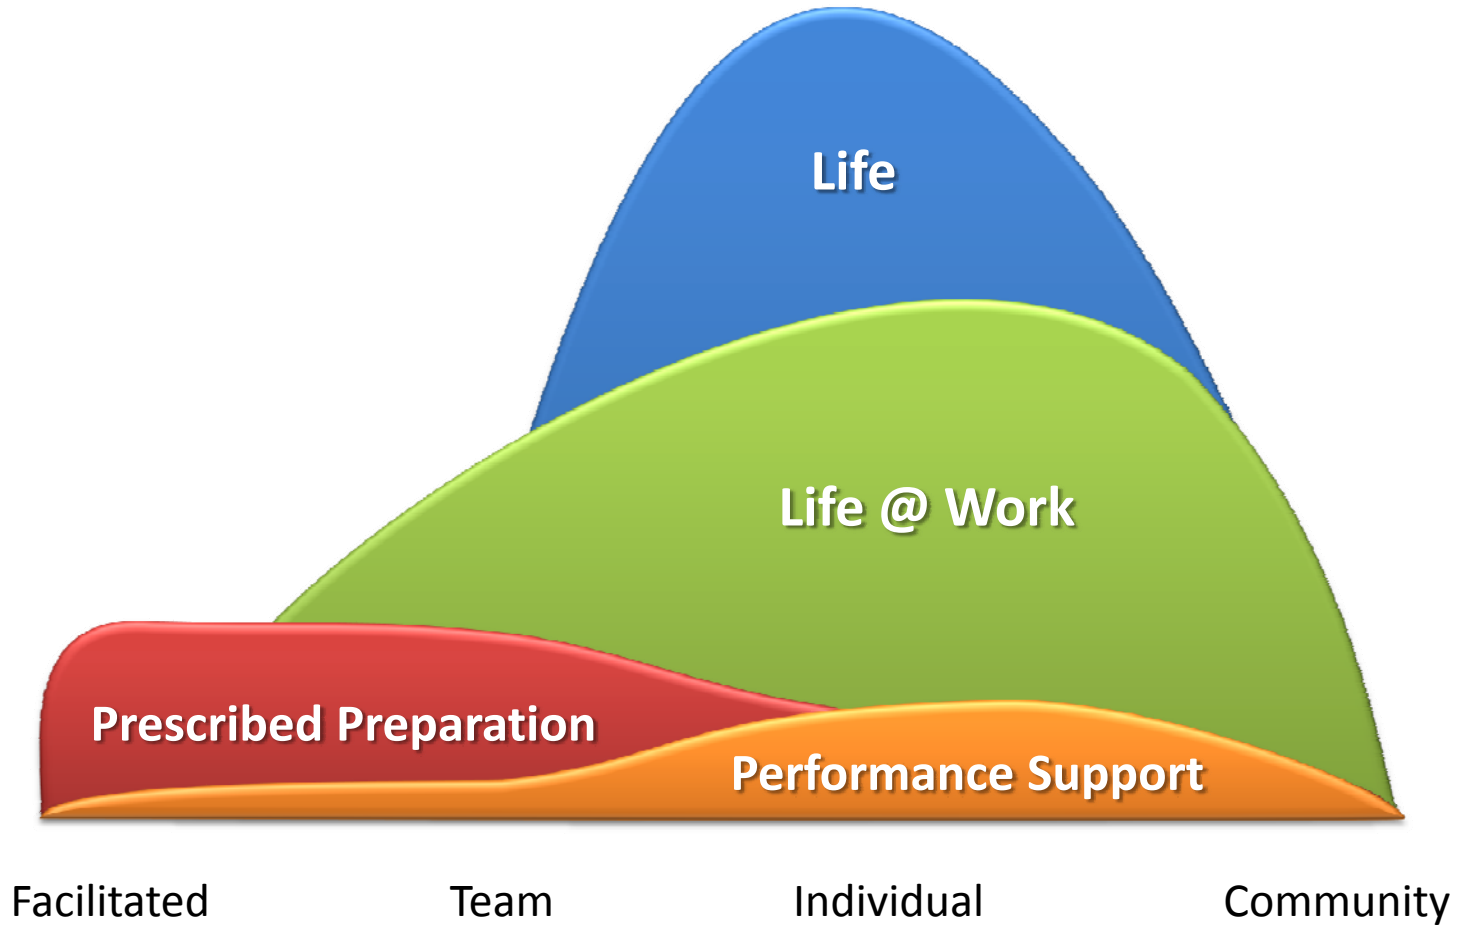 Life
Life @ Work
Prescribed Preparation
Performance Support
Facilitated Team Individual Community